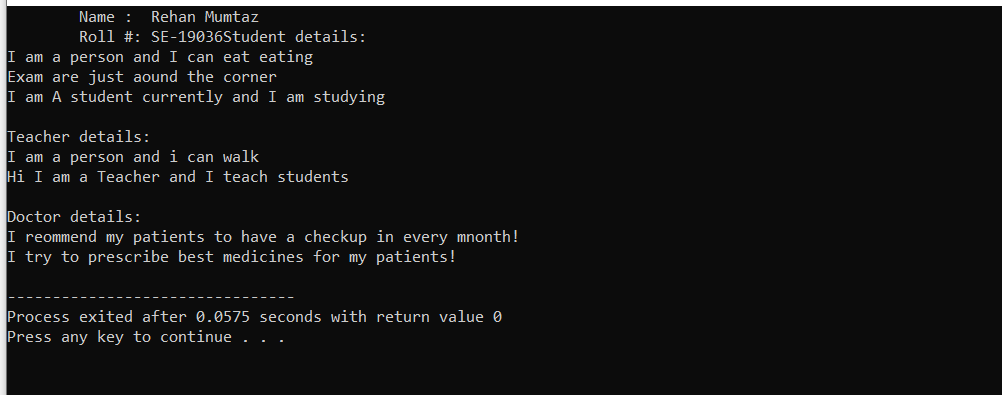 Name :  Rehan Mumtaz
Roll #: SE-19036Student details:
I am a person and I can eat eating
Exam are just aound the corner
I am A student currently and I am studying
Teacher details:
I am a person and i can walk
Hi I am a Teacher and I teach students
Doctor details:
I reommend my patients to have a checkup in every mnonth!
I try to prescribe best medicines for my patients!
--------------------------------
Process exited after 0.0575 seconds with return value 0
Press any key to continue . . .